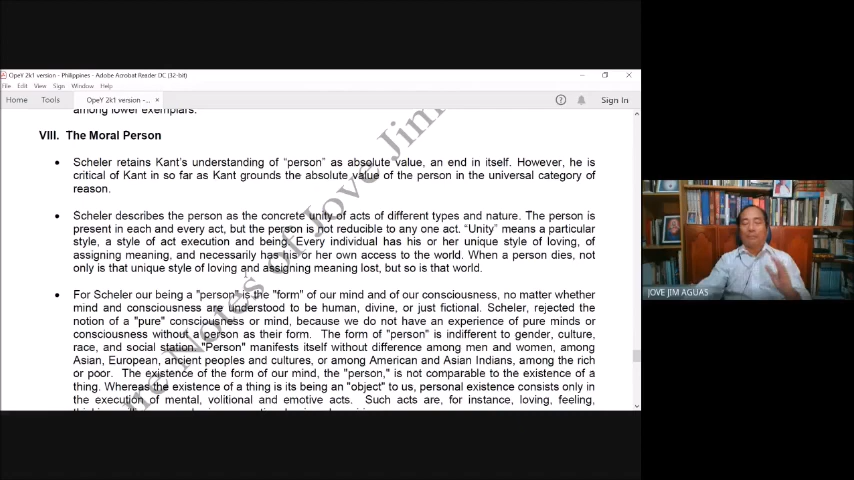 OpeY 2k1 version - Philippines - Adobe Acrobat Reader DC (32-bit)
File Edit View Sign Window Help
Home Tools OpeY 2k1 version -... × Sign In
among lower exemplars.
VIII. The Moral Person
• Scheler retains Kant's understanding of "person" as absolute value, an end in itself. However, he is
critical of Kant in so far as Kant grounds the absolute value of the person in the universal category of
reason.
• Scheler describes the person as the concrete unity of acts of different types and nature. The person is
present in each and every act, but the person is not reducible to any one act. "Unity" means a particular
style, a style of act execution and being. Every individual has his or her unique style of loving, of
assigning meaning, and necessarily has his or her own access to the world. When a person dies, not
only is that unique style of loving and assigning meaning lost, but so is that world.
• For Scheler our being a "person" is the "form" of our mind and of our consciousness, no matter whether
mind and consciousness are understood to be human, divine, or just fictional. Scheler, rejected the
notion of a "pure" consciousness or mind, because we do not have an experience of pure minds or
consciousness without a person as their form. The form of "person" is indifferent to gender, culture,
race, and social station. "Person" manifests itself without difference among men and women, among
Asian, European, ancient peoples and cultures, or among American and Asian Indians, among the rich
or poor. The existence of the form of our mind, the "person," is not comparable to the existence of a
thing. Whereas the existence of a thing is its being an "object" to us, personal existence consists only in
the execution of mental, volitional and emotive acts. Such acts are, for instance, loving, feeling,
JOVE JIM AGUAS
re Notes of Jove Jim